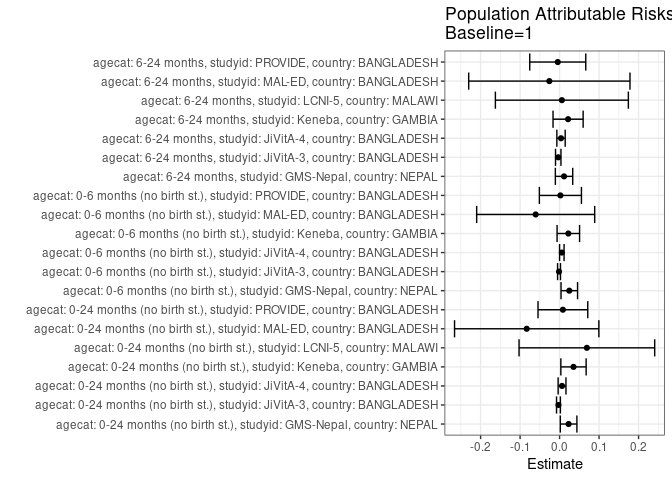 Population Attributable Risks
Baseline=1
agecat: 6-24 months, studyid: PROVIDE, country: BANGLADESH
agecat: 6-24 months, studyid: MAL-ED, country: BANGLADESH
agecat: 6-24 months, studyid: LCNI-5, country: MALAWI
agecat: 6-24 months, studyid: Keneba, country: GAMBIA
agecat: 6-24 months, studyid: JiVitA-4, country: BANGLADESH
agecat: 6-24 months, studyid: JiVitA-3, country: BANGLADESH
agecat: 6-24 months, studyid: GMS-Nepal, country: NEPAL
agecat: 0-6 months (no birth st.), studyid: PROVIDE, country: BANGLADESH
agecat: 0-6 months (no birth st.), studyid: MAL-ED, country: BANGLADESH
agecat: 0-6 months (no birth st.), studyid: Keneba, country: GAMBIA
agecat: 0-6 months (no birth st.), studyid: JiVitA-4, country: BANGLADESH
agecat: 0-6 months (no birth st.), studyid: JiVitA-3, country: BANGLADESH
agecat: 0-6 months (no birth st.), studyid: GMS-Nepal, country: NEPAL
agecat: 0-24 months (no birth st.), studyid: PROVIDE, country: BANGLADESH
agecat: 0-24 months (no birth st.), studyid: MAL-ED, country: BANGLADESH
agecat: 0-24 months (no birth st.), studyid: LCNI-5, country: MALAWI
agecat: 0-24 months (no birth st.), studyid: Keneba, country: GAMBIA
agecat: 0-24 months (no birth st.), studyid: JiVitA-4, country: BANGLADESH
agecat: 0-24 months (no birth st.), studyid: JiVitA-3, country: BANGLADESH
agecat: 0-24 months (no birth st.), studyid: GMS-Nepal, country: NEPAL
-0.2 -0.1 0.0 0.1 0.2
Estimate